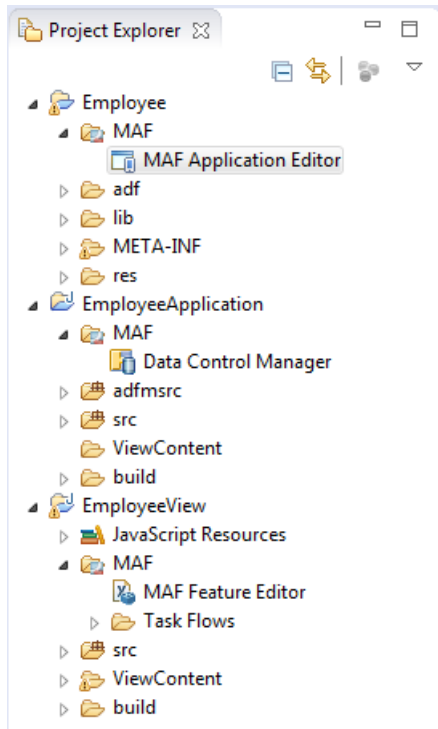 Project Explorer
Employee
MAF
MAF Application Editor
adf
lib
META-INF
res
EmployeeApplication
MAF
Data Control Manager
adfmsrc
src
ViewContent
build
EmployeeView
JavaScript Resources
MAF
MAF Feature Editor
Task Flows
src
ViewContent
build